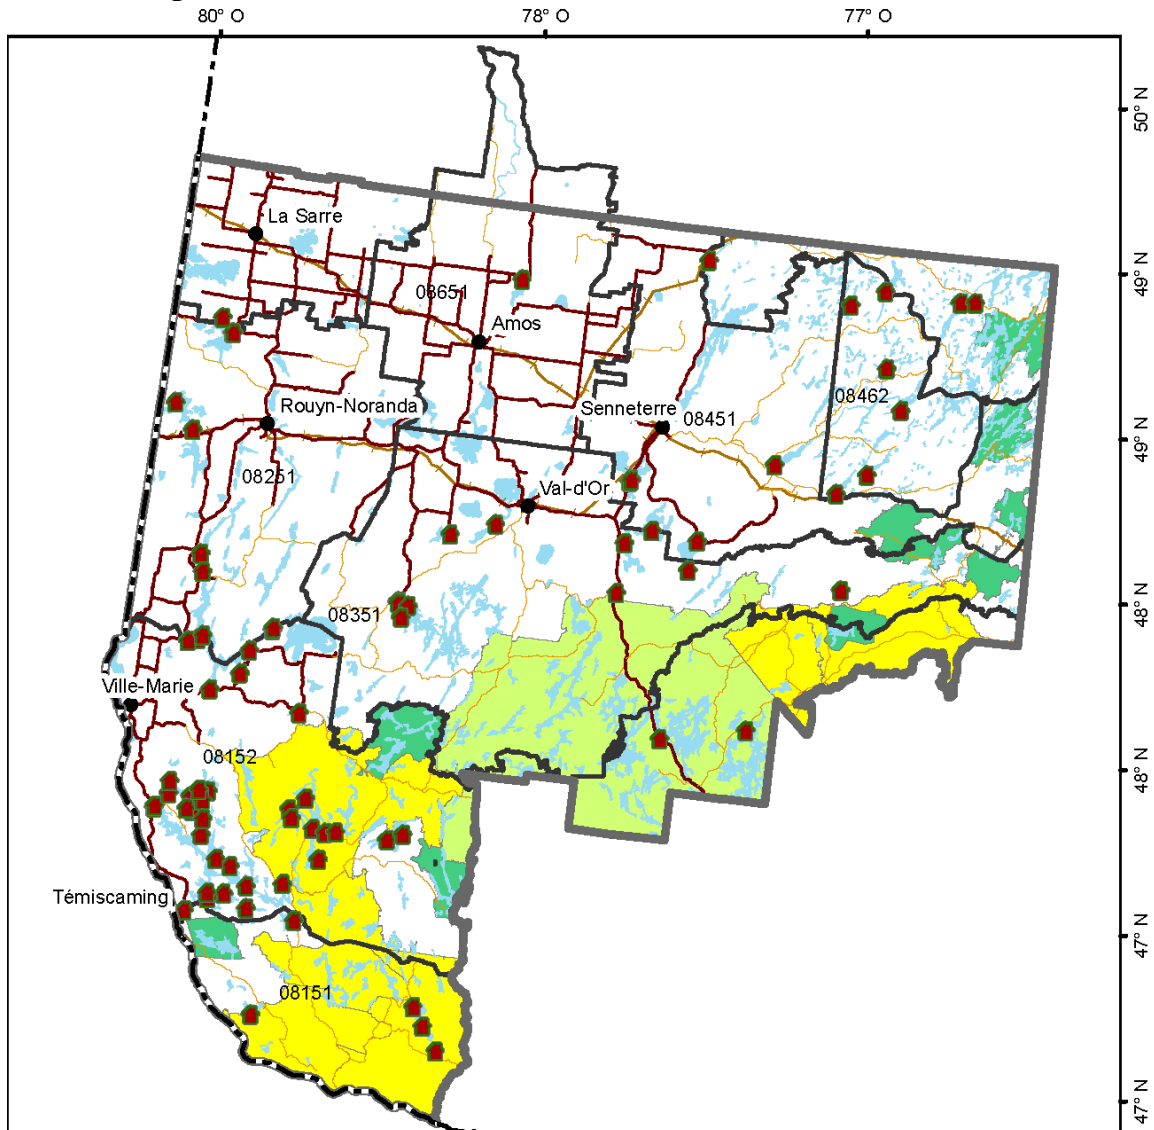 80° O
78° O
77° O
50° N
La Sarre
49° N
08651
Amos
08462
Rouyn-Noranda
Senneterre
08451
49° N
08251
Val-d'Or
48° N
08351
Ville-Marie
08152
48° N
Témiscaming
47° N
08151
47° N